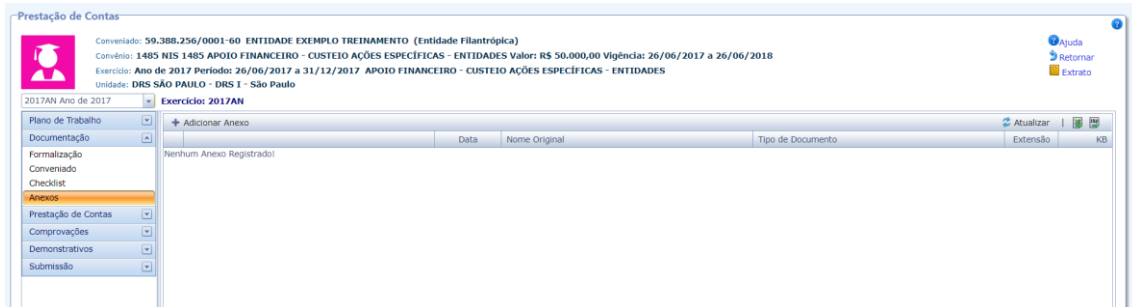 Prestação de Contas
Conveniado: 59.388.256/0001-60 ENTIDADE EXEMPLO TREINAMENTO (Entidade Filantrópica)
Convênio: 1485 NIS 1485 APOIO FINANCEIRO - CUSTEIO AÇÕES ESPECÍFICAS - ENTIDADES Valor: R$ 50.000,00 Vigência: 26/06/2017 a 26/06/2018
Exercício: Ano de 2017 Período: 26/06/2017 a 31/12/2017 APOIO FINANCEIRO - CUSTEIO AÇÕES ESPECÍFICAS - ENTIDADES
Unidade: DRS SÃO PAULO - DRS I - São Paulo
Ajuda
Retornar
Extrato
2017AN Ano de 2017
Exercício: 2017AN
Plano de Trabalho
Documentação
Formalização
Conveniado
Checklist
Anexos
Prestação de Contas
Comprovações
Demonstrativos
Submissão
Adicionar Anexo
Atualizar
Data Nome Original Tipo de Documento Extensão KB
Nenhum Anexo Registrado!